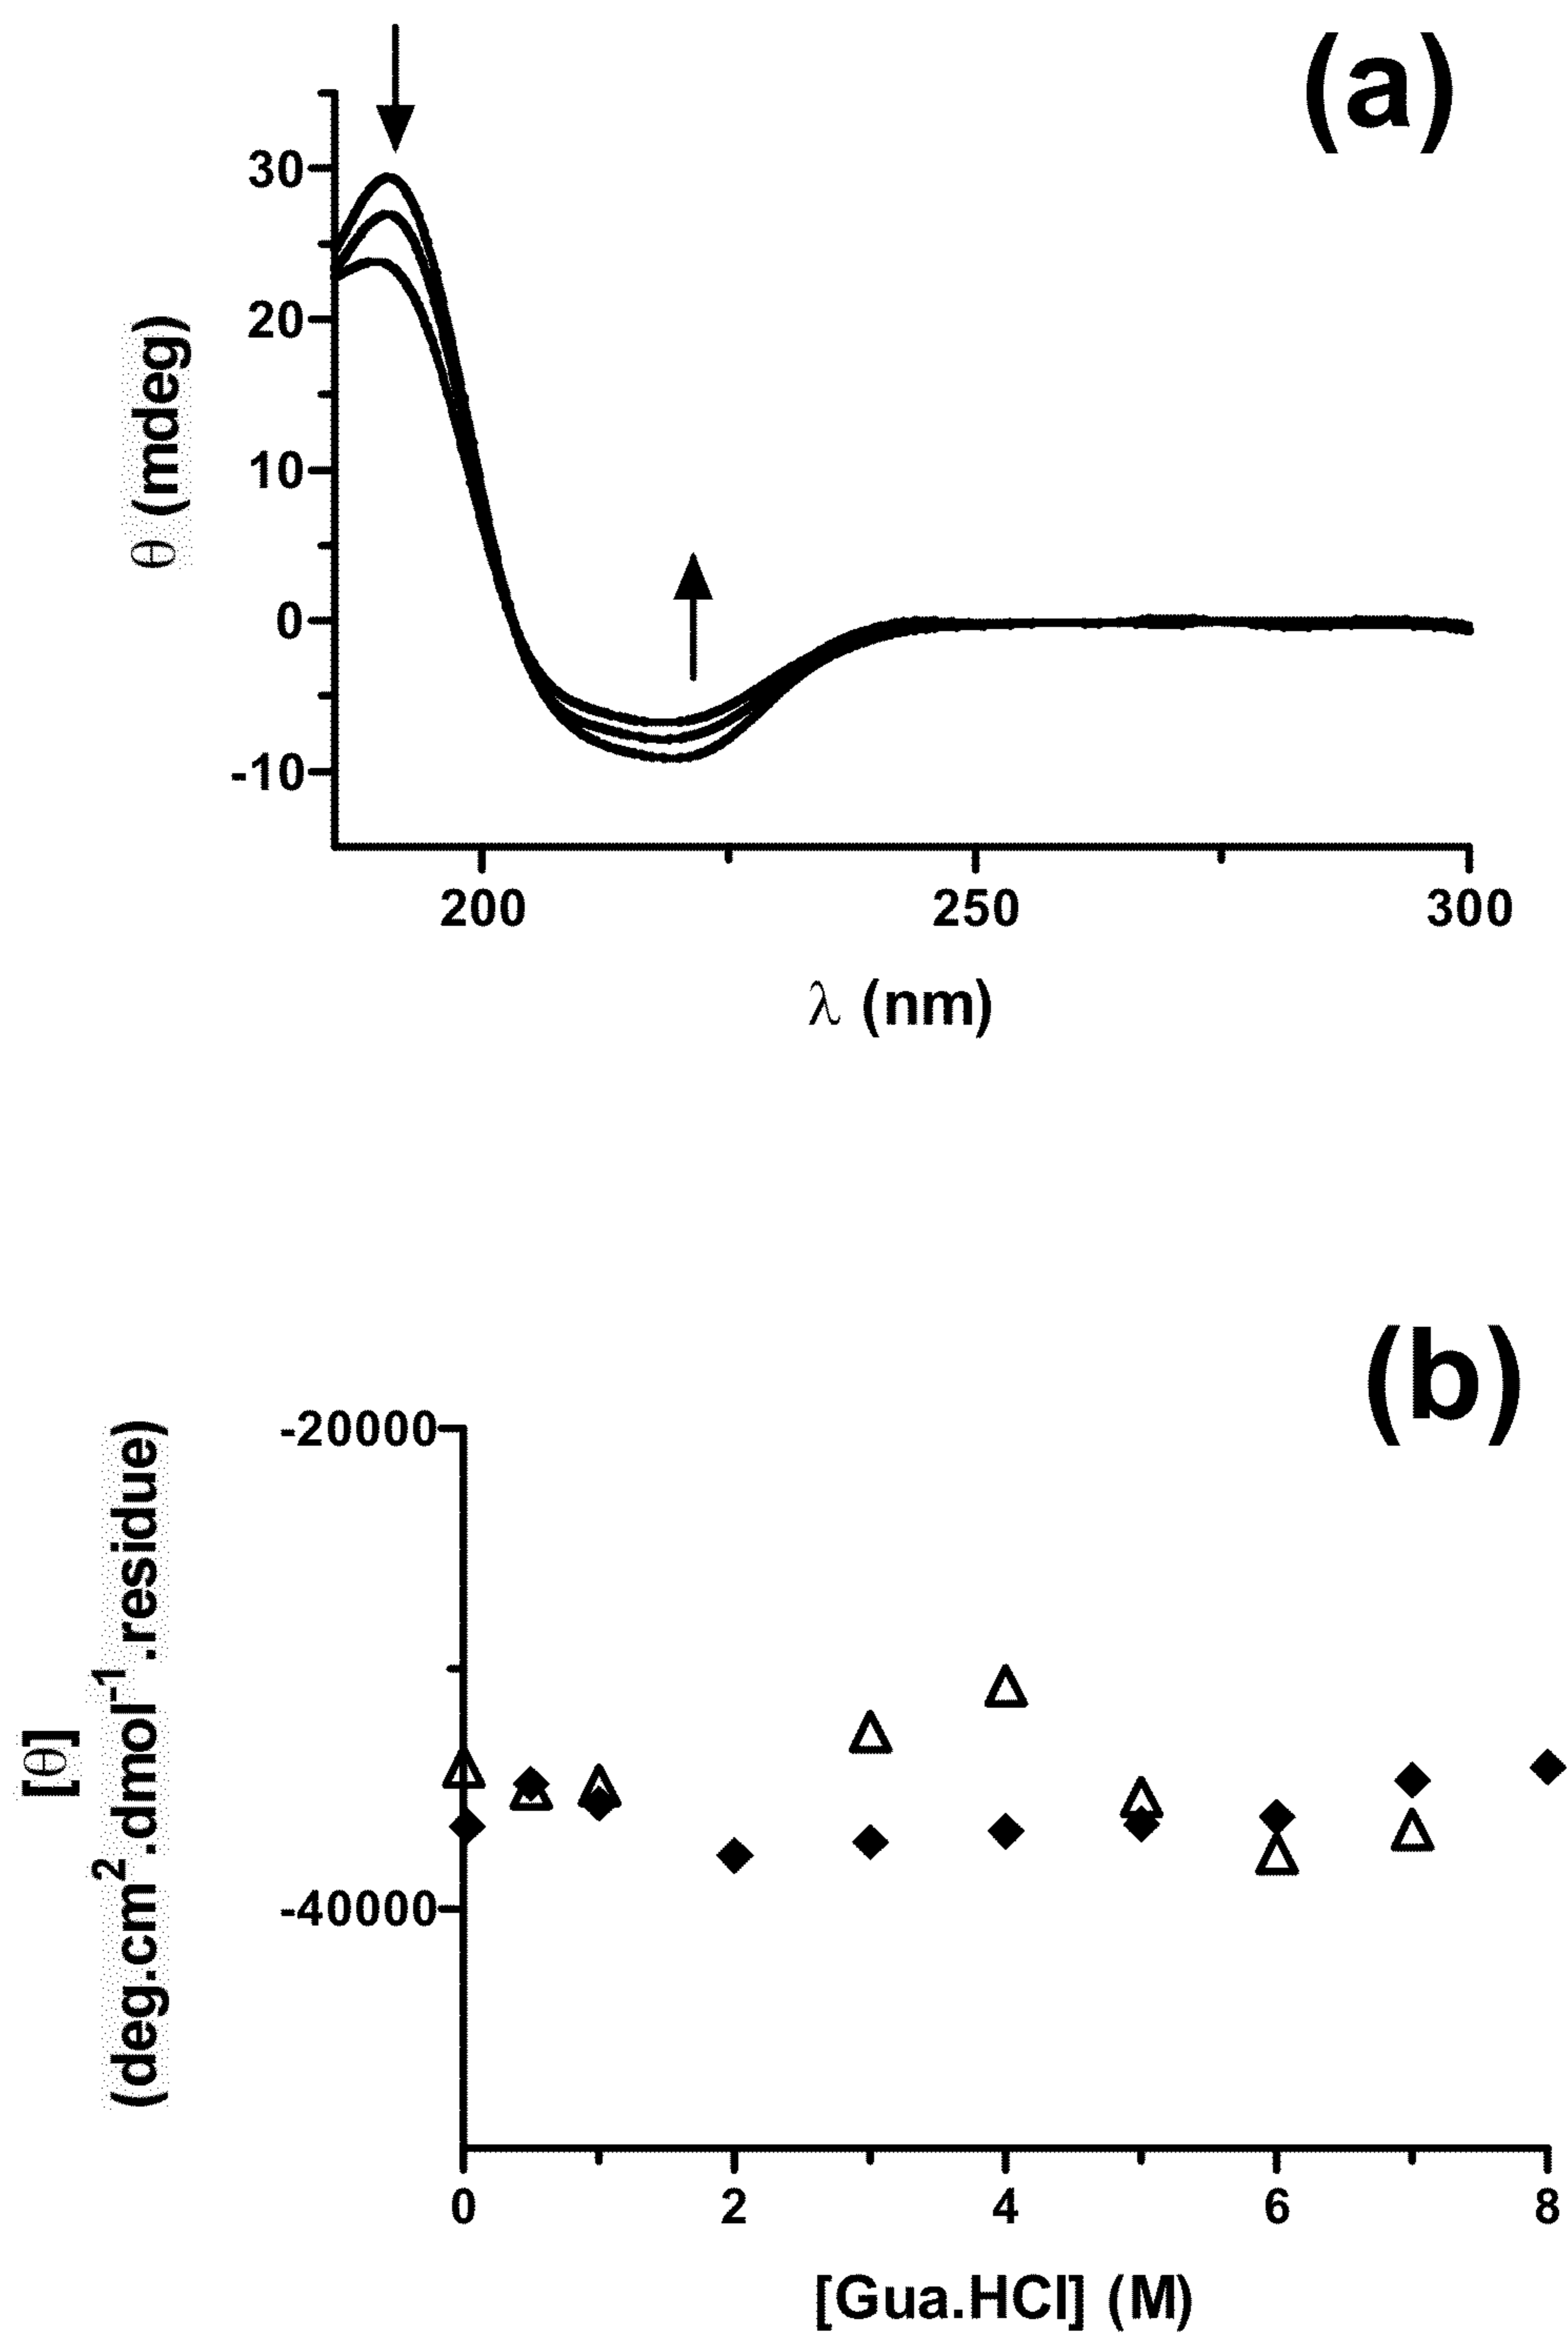 (a)
30
20
10
0
-10
θ (mdeg)
200
250
300
λ (nm)
(b)
-20000
-40000
[θ]
(deg.cm².dmol⁻¹.residue)
0
2
4
6
8
[Gua.HCl] (M)